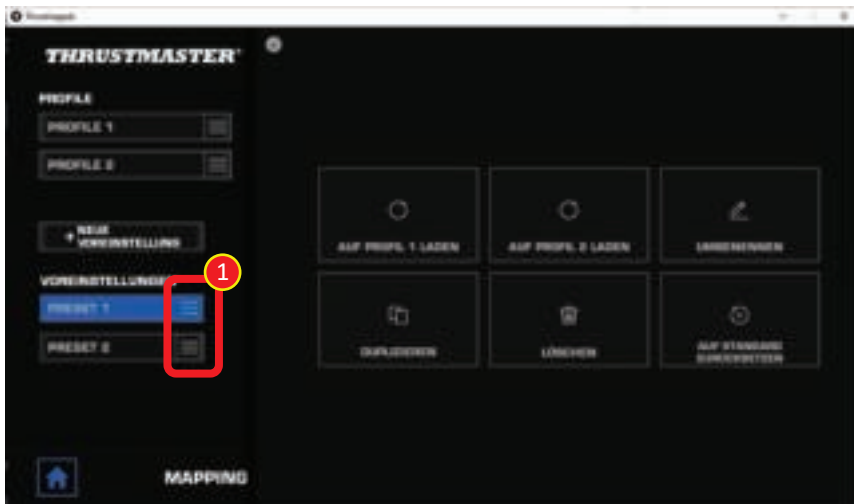 Thrustmapper
THRUSTMASTER
PROFILE
PROFILE 1
PROFILE 2
+ NEUE
VOREINSTELLUNG
VOREINSTELLUNGEN
1
PRESET 1
PRESET 2
AUF PROFIL 1 LADEN
AUF PROFIL 2 LADEN
UMBENENNEN
DUPLIZIEREN
LÖSCHEN
AUF STANDARD
ZURÜCKSETZEN
MAPPING